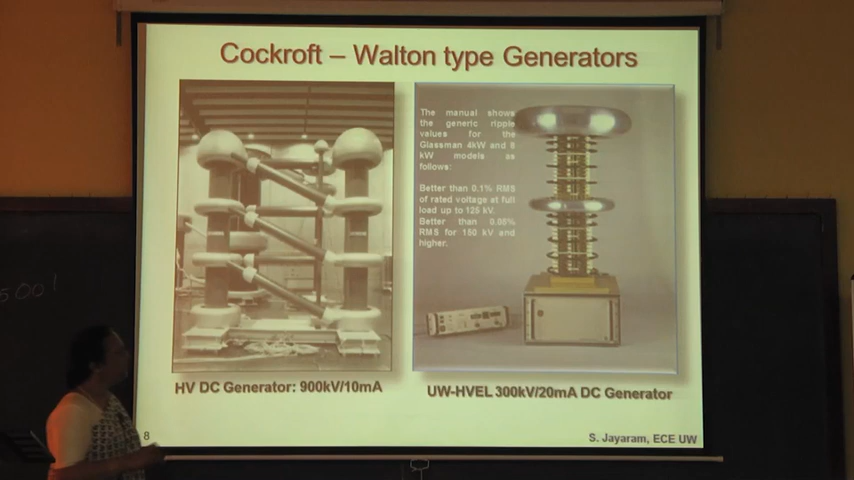 Cockroft – Walton type Generators
The manual shows
the generic ripple
values for the
Glassman 4kW and 8
kW models as
follows:
Better than 0.1% RMS
of rated voltage at full
load up to 125 kV.
Better than 0.05%
RMS for 150 kV and
higher.
HV DC Generator: 900kV/10mA
UW-HVEL 300kV/20mA DC Generator
8
S. Jayaram, ECE UW
500!